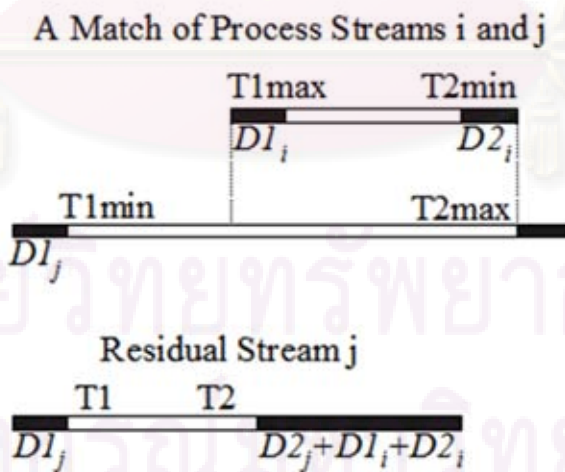 A Match of Process Streams i and j
T1max T2min
D1i D2i
T1min T2max
D1j
Residual Stream j
T1 T2
D1j D2j+D1i+D2i